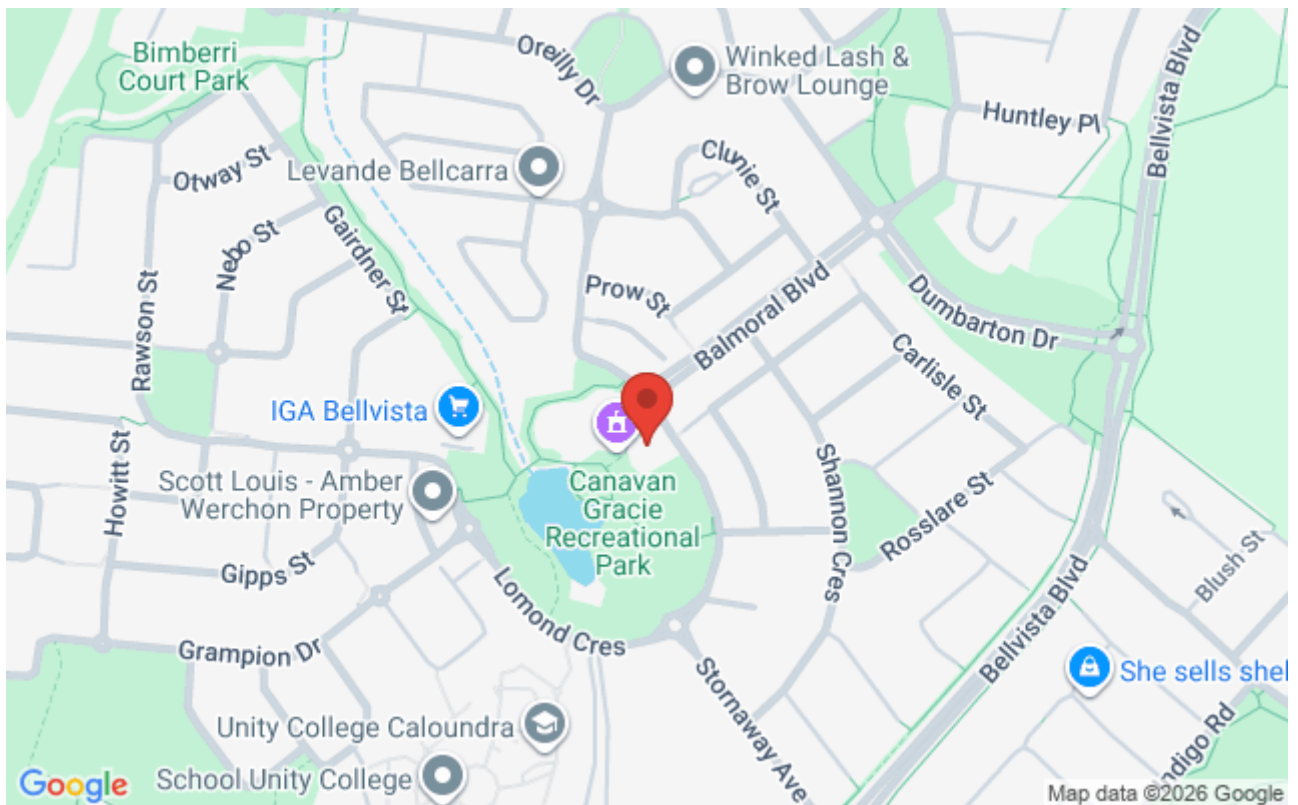 Bimberri
Court Park
Oreilly Dr
Winked Lash &
Brow Lounge
Bellvista Blvd
Huntley Pl
Otway St
Levande Bellcarra
Clunie St
Nebo St
Gairdner St
Rawson St
Prow St
Balmoral Blvd
Dumbarton Dr
Carlisle St
IGA Bellvista
Howitt St
Scott Louis - Amber
Werchon Property
Canavan
Gracie
Recreational
Park
Shannon Cres
Rosslare St
Gipps St
Blush St
Lomond Cres
Grampion Dr
Bellvista Blvd
She sells shel
Stornaway Ave
Unity College Caloundra
School Unity College
Indigo Rd
Google
Map data ©2026 Google